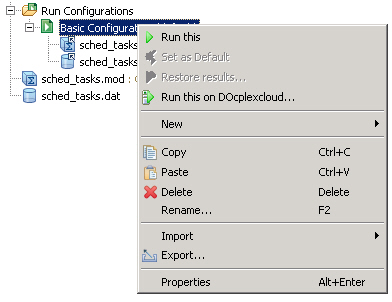 Run Configurations
Basic Configurat
sched_tasks
sched_tasks
sched_tasks.mod :
sched_tasks.dat
Run this
Set as Default
Restore results...
Run this on DOcplexcloud...
New
Copy Ctrl+C
Paste Ctrl+V
Delete Delete
Rename... F2
Import
Export...
Properties Alt+Enter